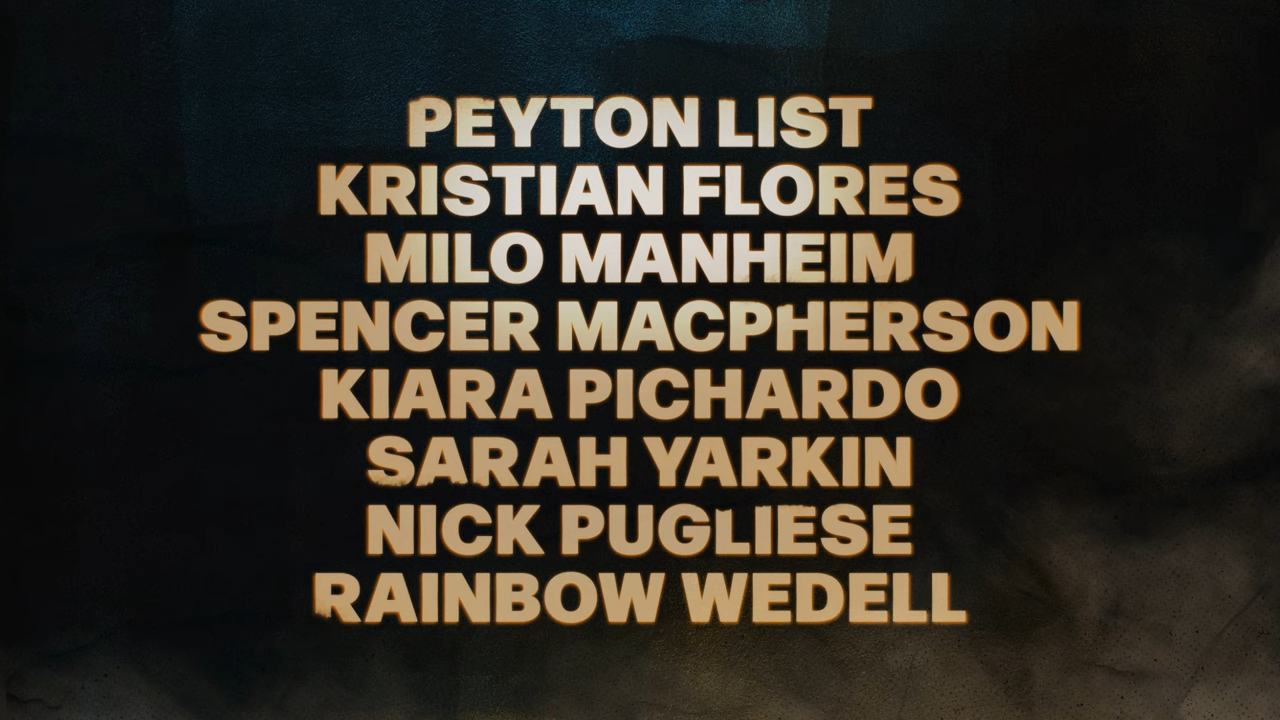 PEYTON LIST
KRISTIAN FLORES
MILO MANHEIM
SPENCER MACPHERSON
KIARA PICHARDO
SARAH YARKIN
NICK PUGLIESE
RAINBOW WEDELL